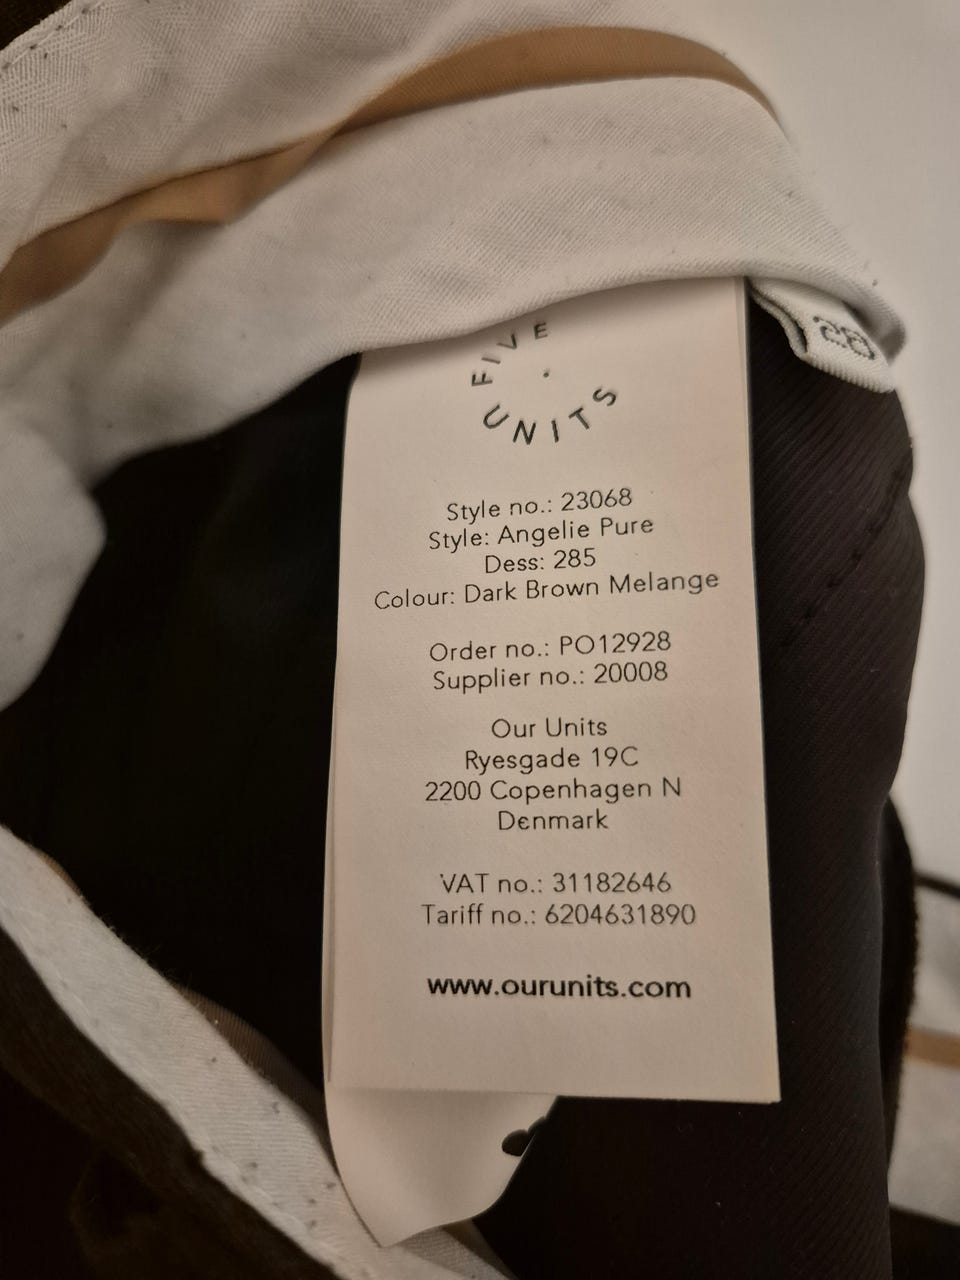 FIVE
UNITS
28
Style no.: 23068
Style: Angelie Pure
Dess: 285
Colour: Dark Brown Melange
Order no.: PO12928
Supplier no.: 20008
Our Units
Ryesgade 19C
2200 Copenhagen N
Denmark
VAT no.: 31182646
Tariff no.: 6204631890
www.ourunits.com